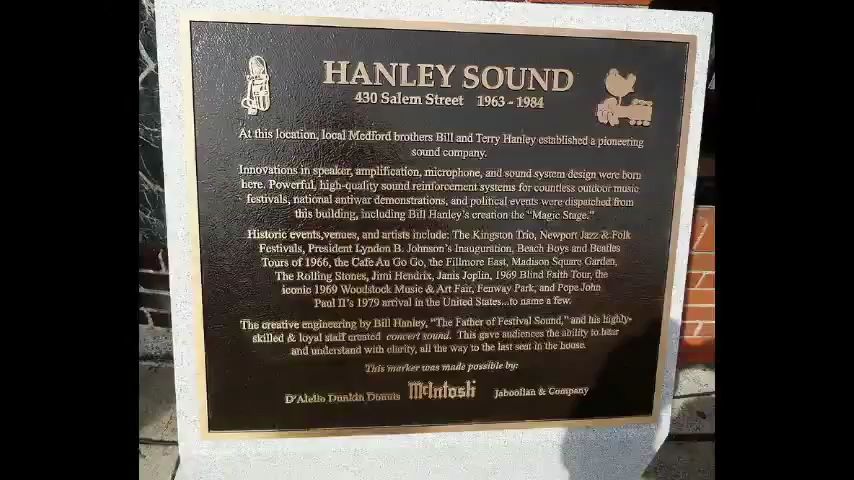 HANLEY SOUND
430 Salem Street 1963 - 1984
At this location, local Medford brothers Bill and Terry Hanley established a pioneering
sound company.
Innovations in speaker, amplification, microphone, and sound system design were born
here. Powerful, high-quality sound reinforcement systems for countless outdoor music
festivals, national antiwar demonstrations, and political events were dispatched from
this building, including Bill Hanley's creation the "Magic Stage."
Historic events, venues, and artists include: The Kingston Trio, Newport Jazz & Folk
Festivals, President Lyndon B. Johnson's Inauguration, Beach Boys and Beatles
Tours of 1966, the Cafe Au Go Go, the Fillmore East, Madison Square Garden,
The Rolling Stones, Jimi Hendrix, Janis Joplin, 1969 Blind Faith Tour, the
iconic 1969 Woodstock Music & Art Fair, Fenway Park, and Pope John
Paul II's 1979 arrival in the United States...to name a few.
The creative engineering by Bill Hanley, "The Father of Festival Sound," and his highly-
skilled & loyal staff created concert sound. This gave audiences the ability to hear
and understand with clarity, all the way to the last seat in the house.
This marker was made possible by:
D'Alelio Dunkin Donuts McIntosh Jaboolian & Company